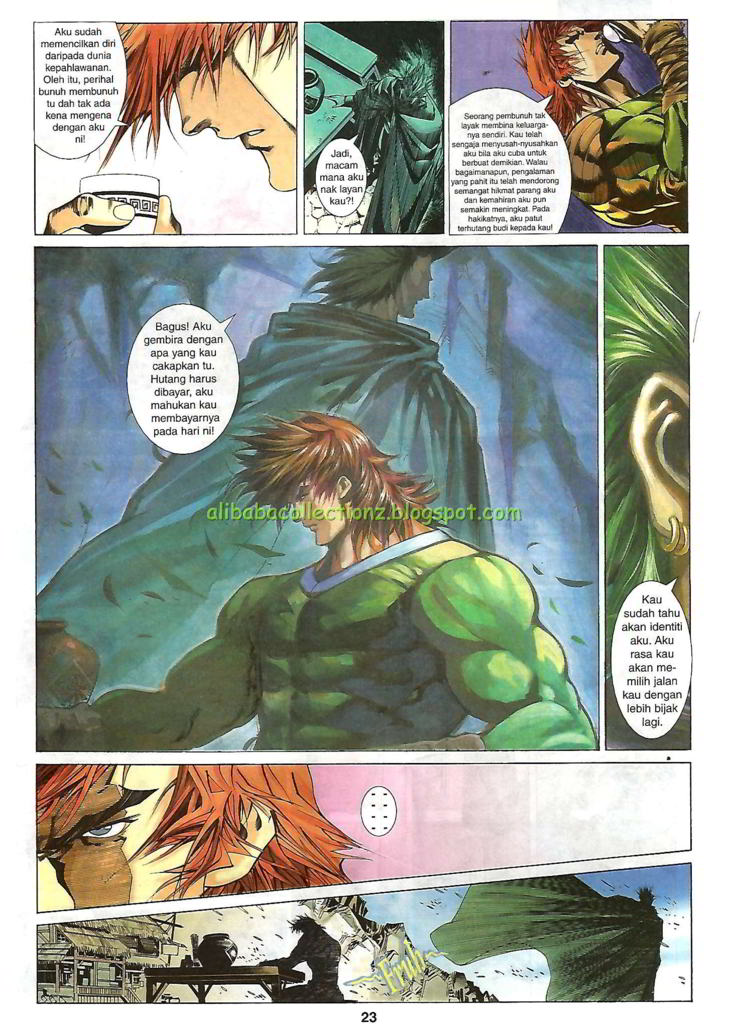 Aku sudah
memencilkan diri
daripada dunia
kepahlawanan.
Oleh itu, perihal
bunuh membunuh
tu dah tak ada
kena mengena
dengan aku
ni!
Jadi,
macam
mana aku
nak layan
kau?!
Seorang pembunuh tak
layak membina keluarga-
nya sendiri. Kau telah
sengaja menyusah-nyusahkan
aku bila aku cuba untuk
berbuat demikian. Walau
bagaimanapun, pengalaman
yang pahit itu telah mendorong
semangat hikmat parang aku
dan kemahiran aku pun
semakin meningkat. Pada
hakikatnya, aku patut
terhutang budi kepada kau!
Bagus! Aku
gembira dengan
apa yang kau
cakapkan tu.
Hutang harus
dibayar, aku
mahukan kau
membayarnya
pada hari ni!
alibabacollectionz.blogspot.com
Kau
sudah tahu
akan identiti
aku. Aku
rasa kau
akan me-
milih jalan
kau dengan
lebih bijak
lagi.
Fruh
23